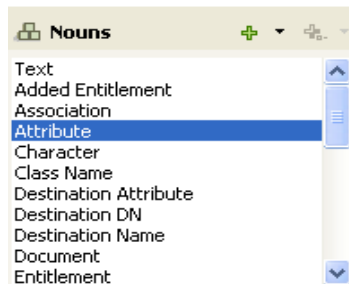 Nouns
Text
Added Entitlement
Association
Attribute
Character
Class Name
Destination Attribute
Destination DN
Destination Name
Document
Entitlement